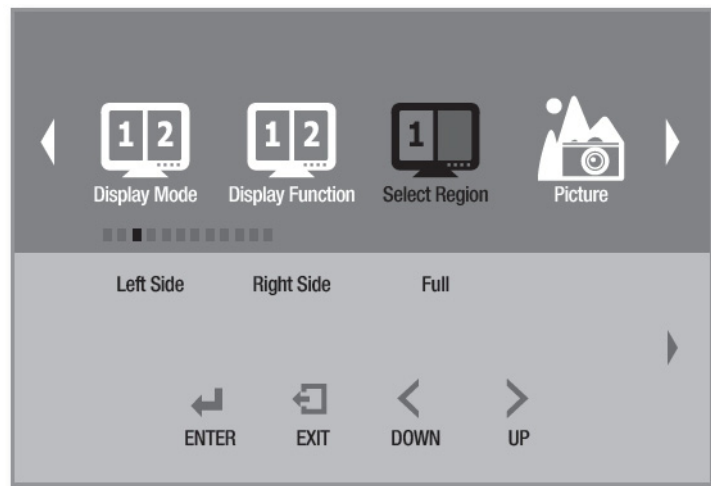 1 2 1 2 1
Display Mode Display Function Select Region Picture
Left Side Right Side Full
ENTER EXIT DOWN UP